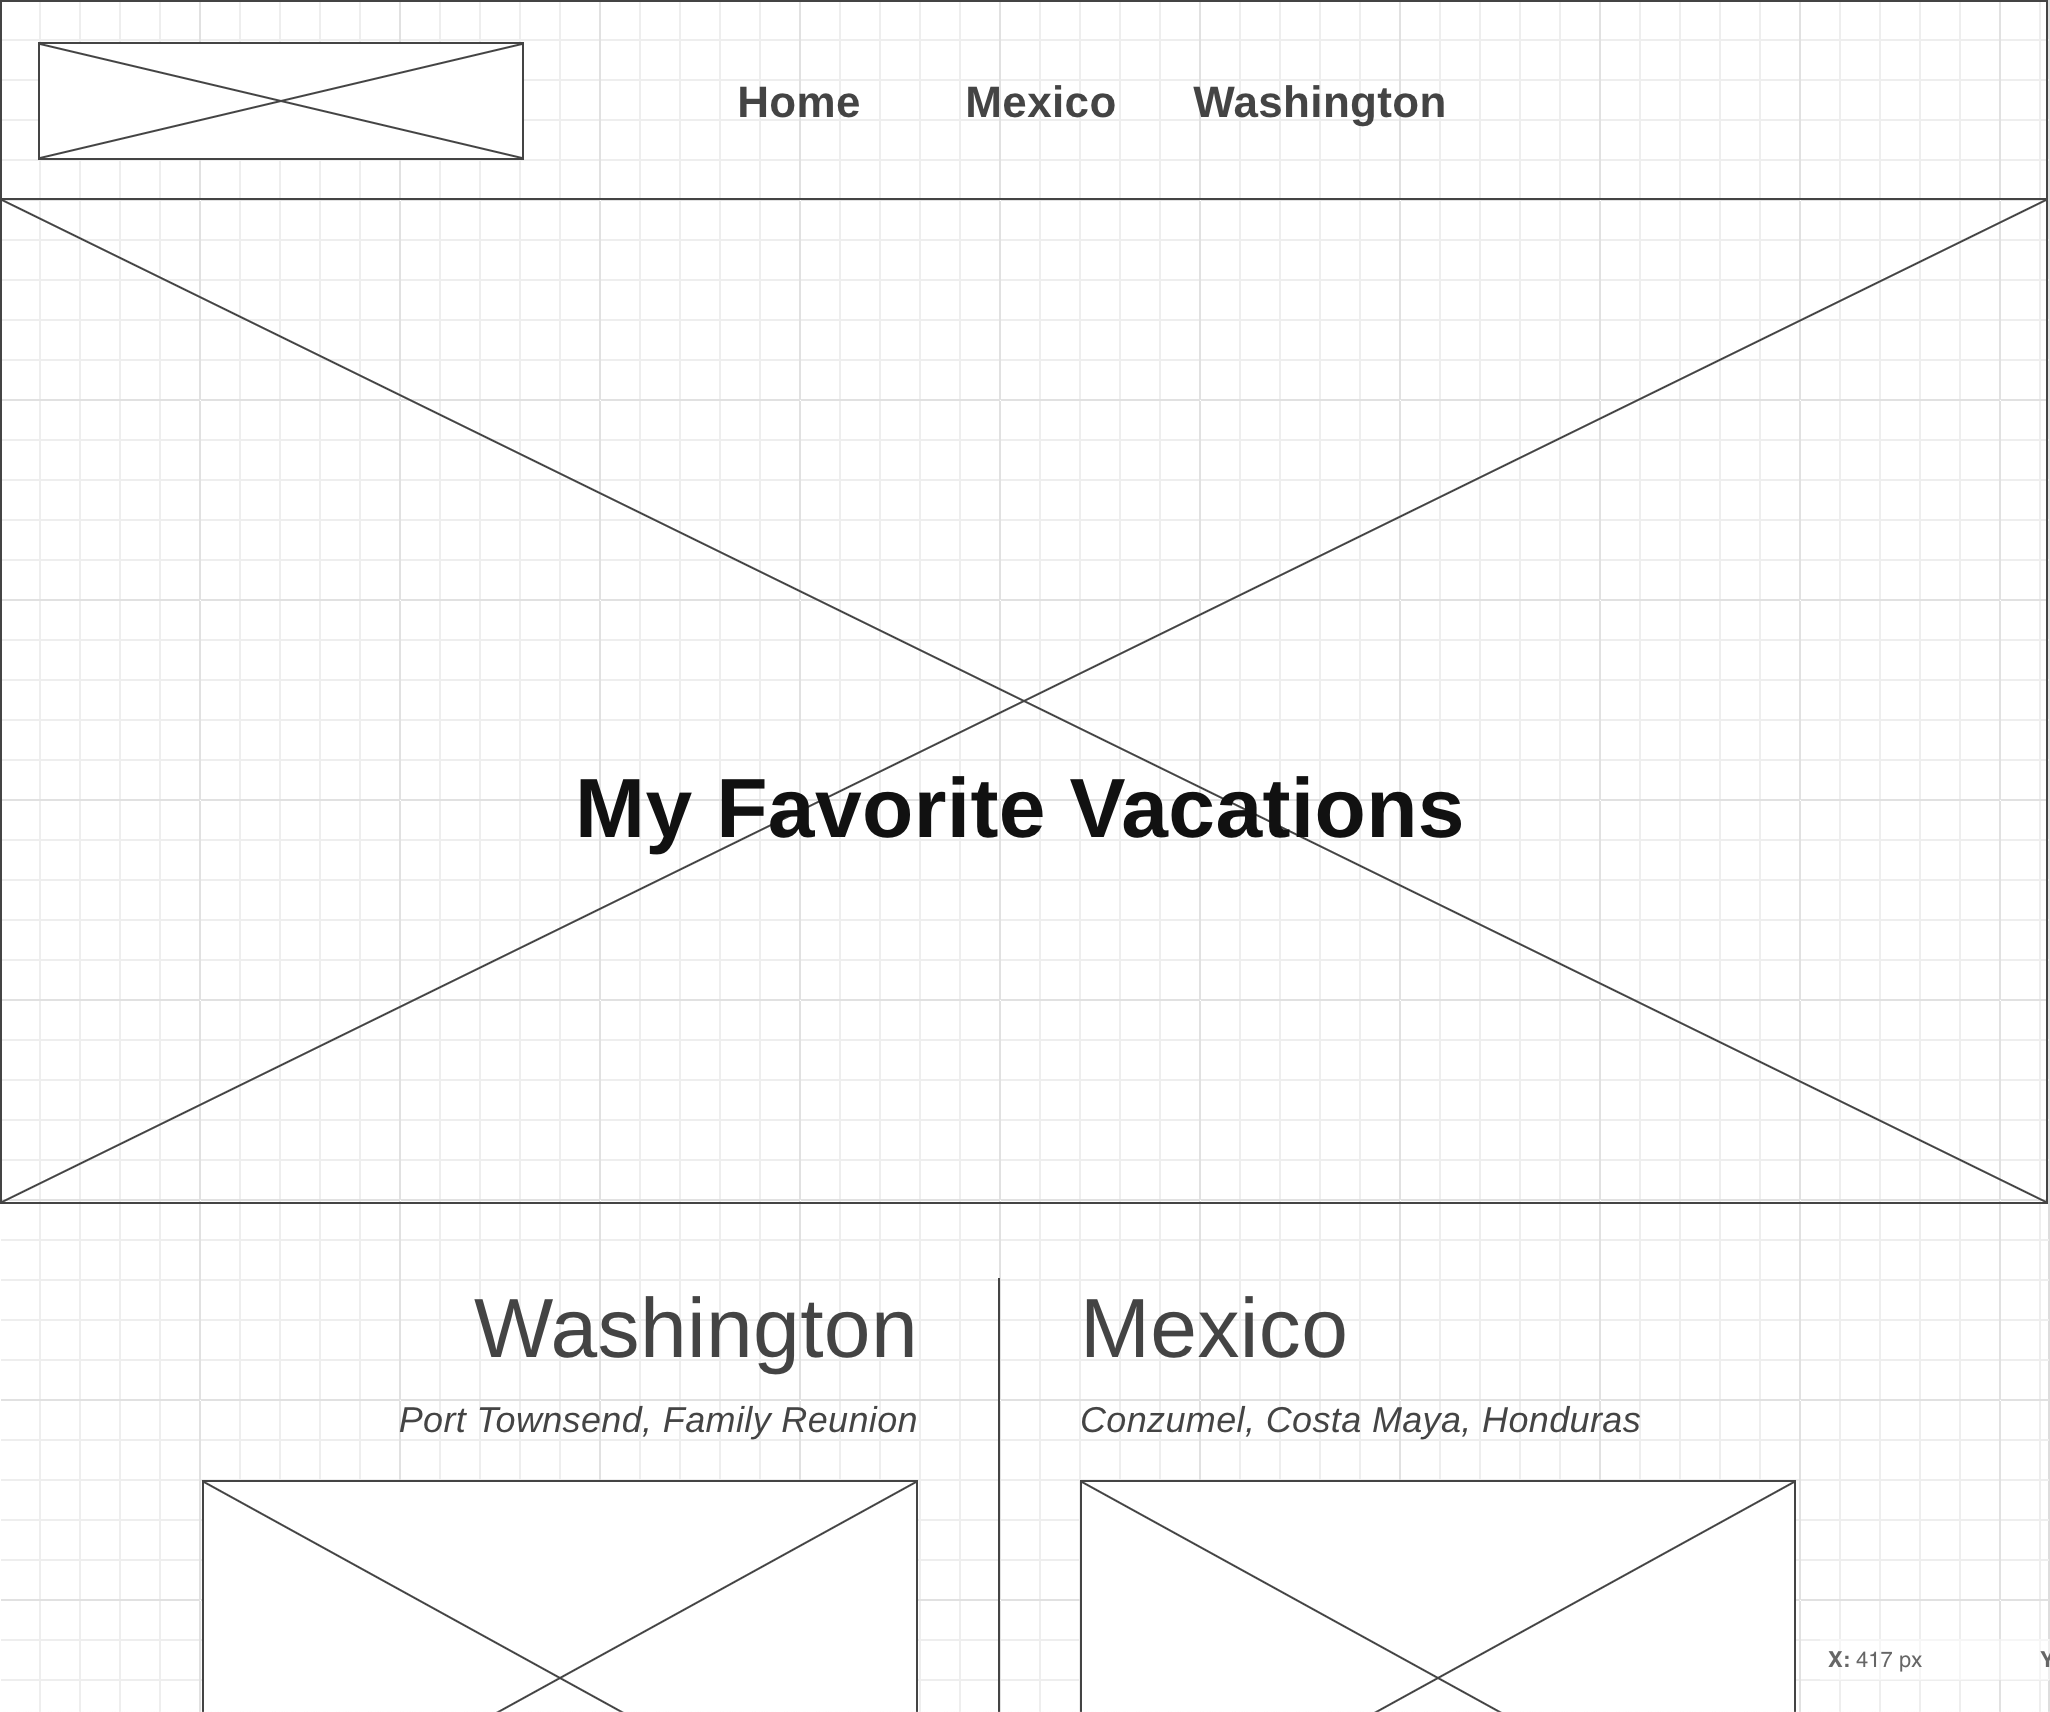 Home Mexico Washington
My Favorite Vacations
Washington
Port Townsend, Family Reunion
Mexico
Conzumel, Costa Maya, Honduras
X: 417 px Y